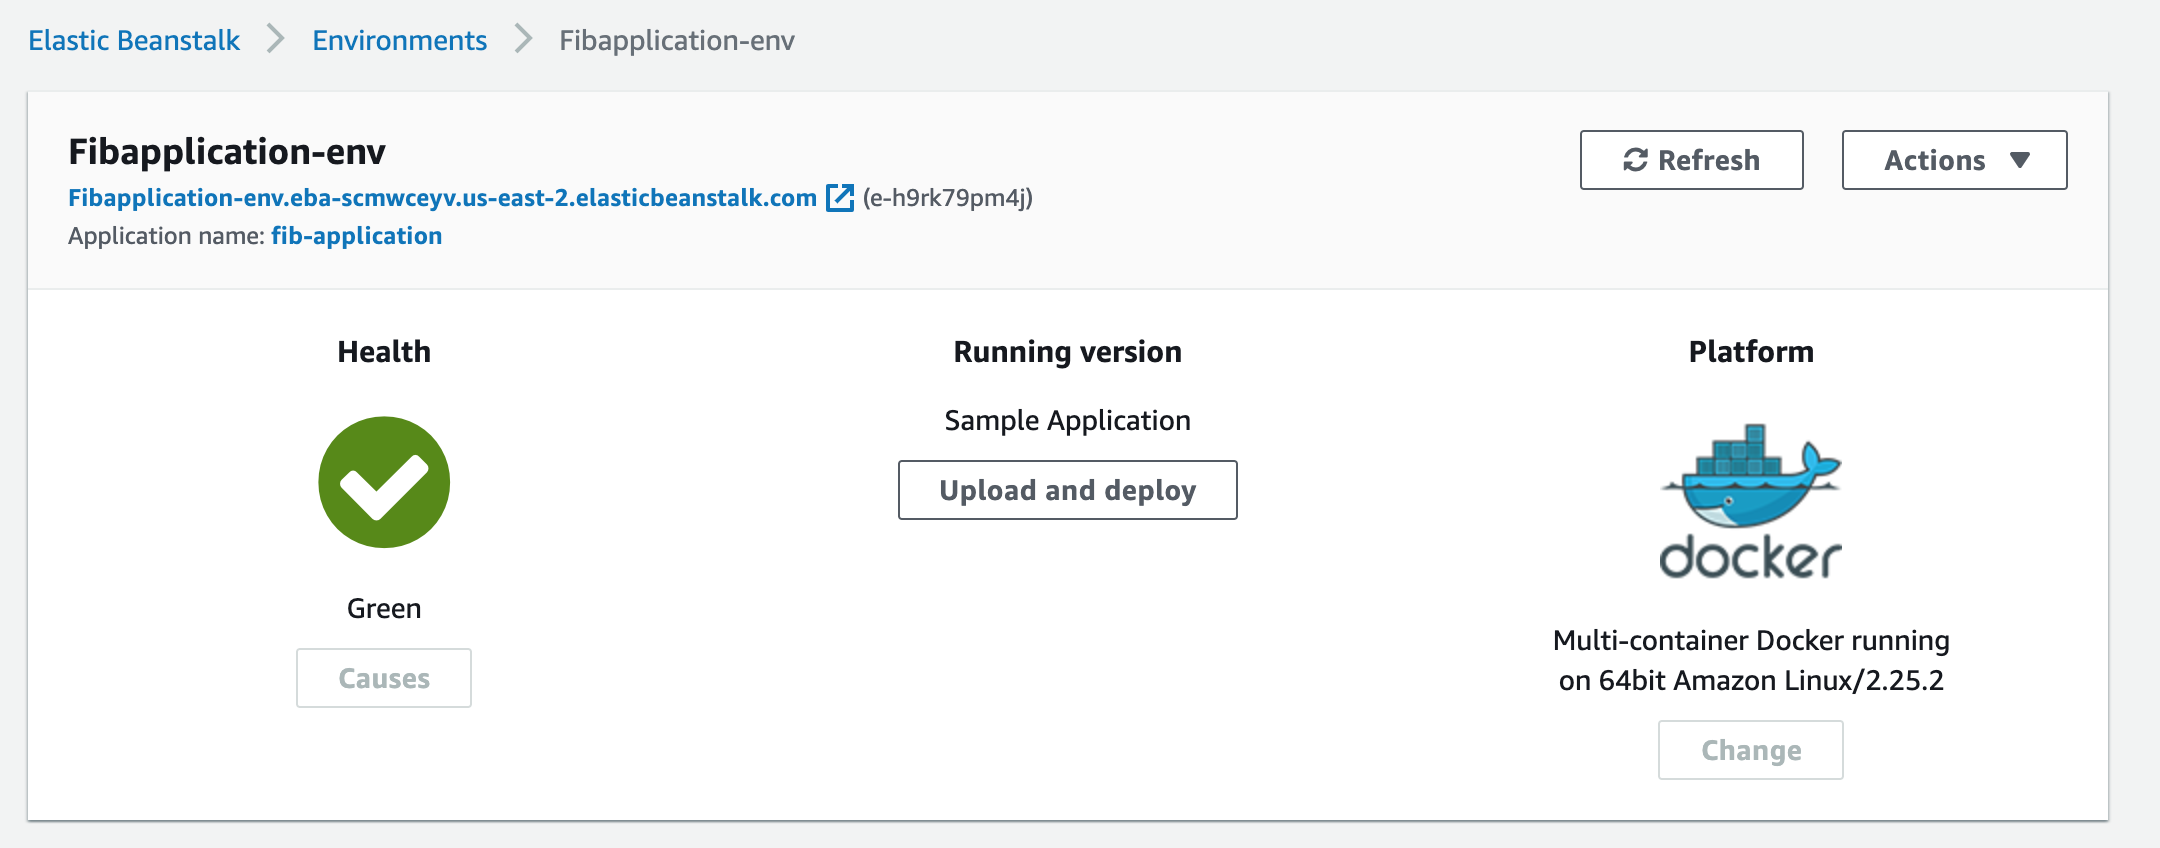 Elastic Beanstalk > Environments > Fibapplication-env
Fibapplication-env
Refresh
Actions ▼
Fibapplication-env.eba-scmwceyv.us-east-2.elasticbeanstalk.com (e-h9rk79pm4j)
Application name: fib-application
Health
Green
Causes
Running version
Sample Application
Upload and deploy
Platform
docker
Multi-container Docker running
on 64bit Amazon Linux/2.25.2
Change